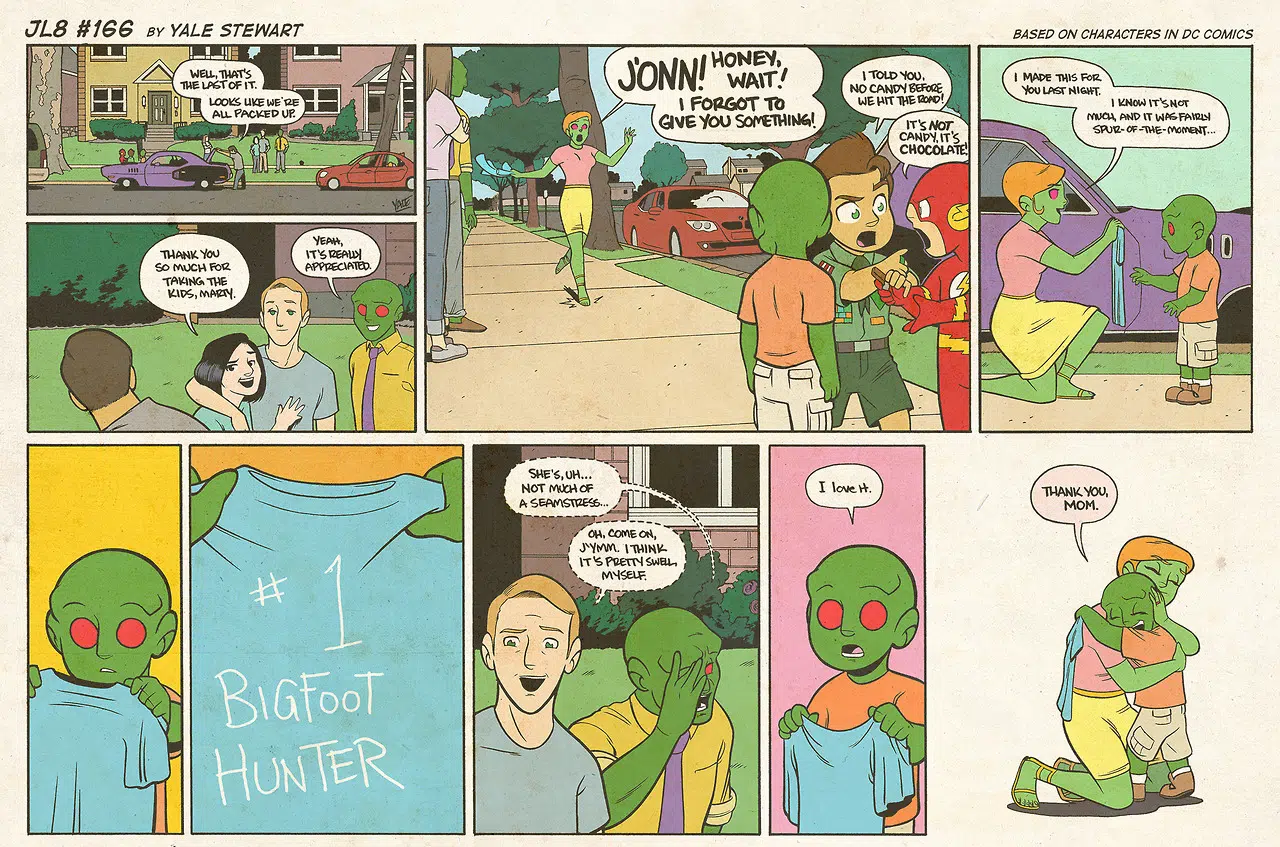 JL8 #166 BY YALE STEWART
BASED ON CHARACTERS IN DC COMICS
WELL, THAT'S
THE LAST OF IT.
LOOKS LIKE WE'RE
ALL PACKED UP.
YALE
THANK YOU
SO MUCH FOR
TAKING THE
KIDS, MARTY.
YEAH,
IT'S REALLY
APPRECIATED.
J'ONN! HONEY,
WAIT!
I FORGOT TO
GIVE YOU SOMETHING!
I TOLD YOU,
NO CANDY BEFORE
WE HIT THE ROAD!
IT'S NOT
CANDY, IT'S
CHOCOLATE!
I MADE THIS FOR
YOU LAST NIGHT.
I KNOW IT'S NOT
MUCH, AND IT WAS FAIRLY
SPUR-OF-THE-MOMENT...
# 1
BIGFOOT
HUNTER
SHE'S, UH...
NOT MUCH OF
A SEAMSTRESS...
OH, COME ON,
J'YMM. I THINK
IT'S PRETTY SWELL,
MYSELF.
I LOVE IT.
THANK YOU,
MOM.